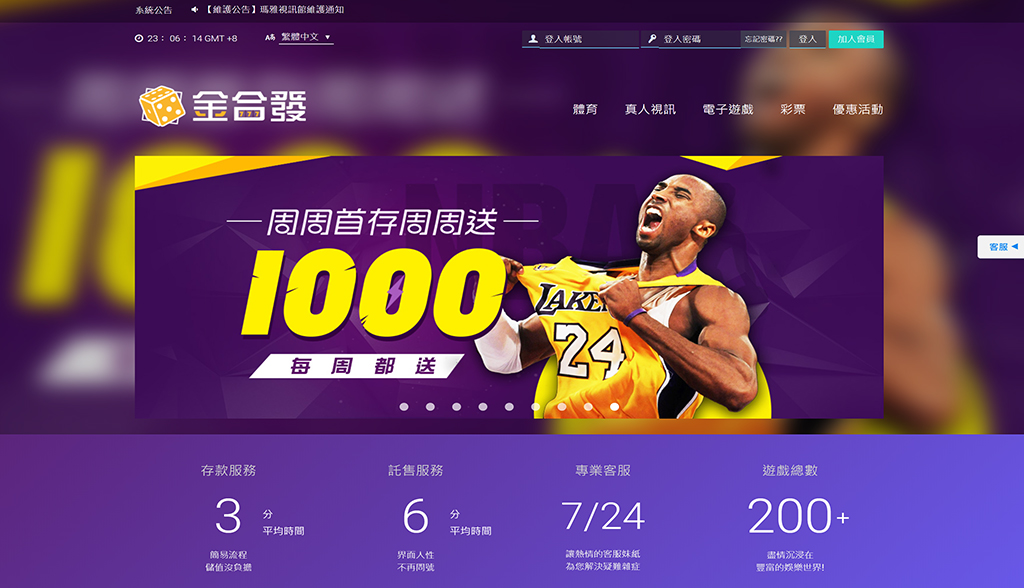 系統公告
【維護公告】瑪雅視訊館維護通知
23： 06： 14 GMT +8
繁體中文
登入帳號
登入密碼
忘記密碼??
登入
加入會員
金合發
777
體育
真人視訊
電子遊戲
彩票
優惠活動
NBA
周周首存周周送
1000
每周都送
LAKE
24
客服
存款服務
3
分
平均時間
簡易流程
儲值沒負擔
託售服務
6
分
平均時間
界面人性
不再問號
專業客服
7/24
讓熱情的客服妹紙
為您解決疑難雜症
遊戲總數
200+
盡情沉浸在
豐富的娛樂世界!